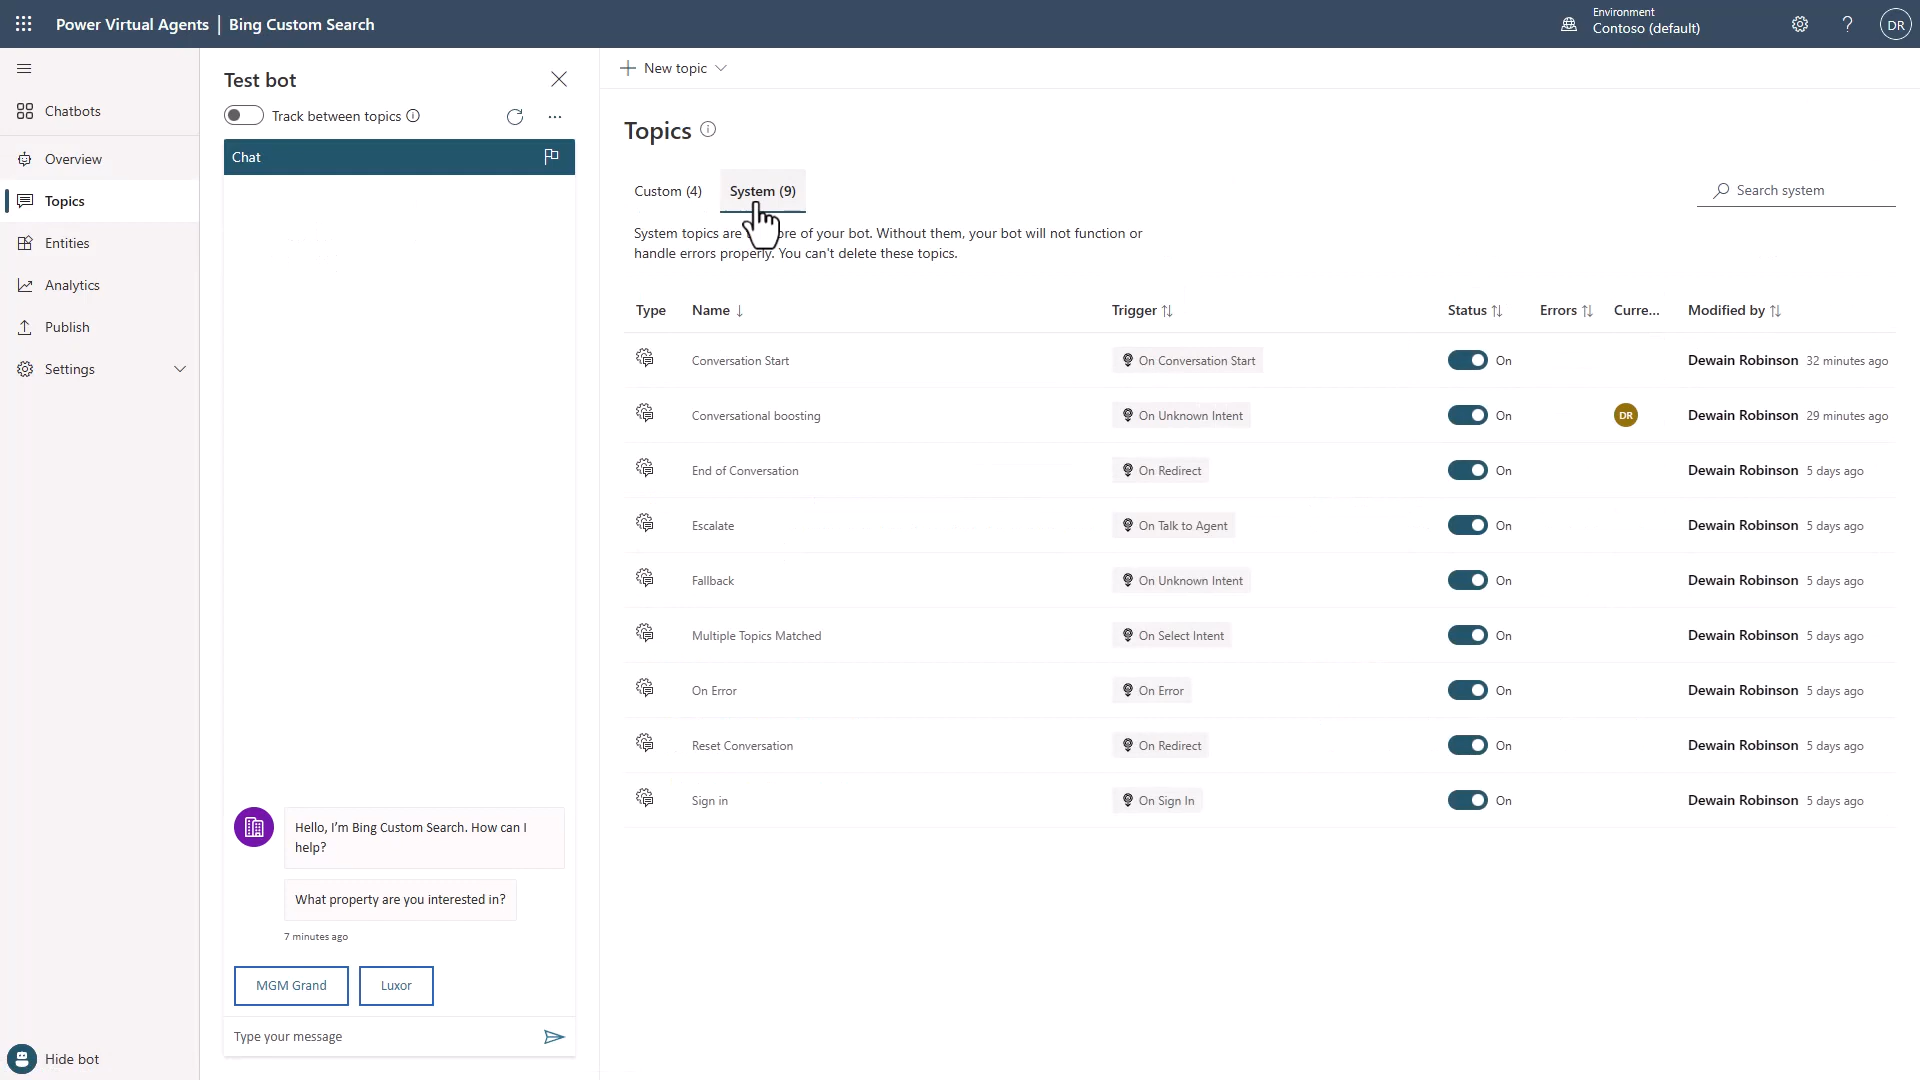 Power Virtual Agents | Bing Custom Search
Environment
Contoso (default)
DR
Chatbots
Overview
Topics
Entities
Analytics
Publish
Settings
Hide bot
Test bot
Track between topics
Chat
Hello, I'm Bing Custom Search. How can I
help?
What property are you interested in?
7 minutes ago
MGM Grand
Luxor
Type your message
New topic
Topics
Custom (4)
System (9)
Search system
System topics are ore of your bot. Without them, your bot will not function or
handle errors properly. You can't delete these topics.
Type Name Trigger Status Errors Curre... Modified by
Conversation Start On Conversation Start On Dewain Robinson 32 minutes ago
Conversational boosting On Unknown Intent On DR Dewain Robinson 29 minutes ago
End of Conversation On Redirect On Dewain Robinson 5 days ago
Escalate On Talk to Agent On Dewain Robinson 5 days ago
Fallback On Unknown Intent On Dewain Robinson 5 days ago
Multiple Topics Matched On Select Intent On Dewain Robinson 5 days ago
On Error On Error On Dewain Robinson 5 days ago
Reset Conversation On Redirect On Dewain Robinson 5 days ago
Sign in On Sign In On Dewain Robinson 5 days ago